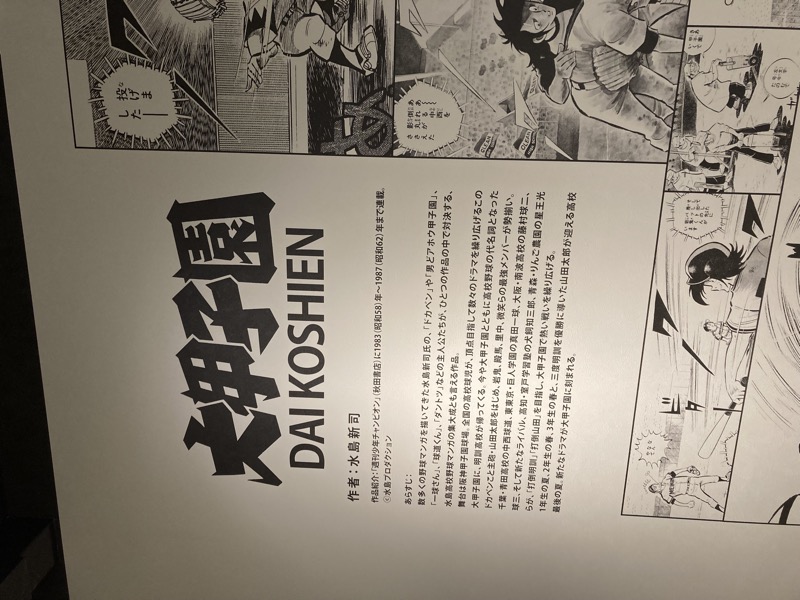 大甲子園
DAI KOSHIEN
作者：水島新司
作品紹介：「週刊少年チャンピオン」（秋田書店）に1983（昭和58）年〜1987（昭和62）年まで連載。
©水島プロダクション
あらすじ：
数多くの野球マンガを描いてきた水島新司氏の、「ドカベン」や「男どアホウ甲子園」、
「一球さん」、「球道くん」、「ダントツ」などの主人公たちが、ひとつの作品の中で対決する、
水島高校野球マンガの集大成とも言える作品。
舞台は阪神甲子園球場。全国の高校球児が、頂点目指して数々のドラマを繰り広げるこの
大甲子園に、明訓高校が帰ってくる。今や大甲子園とともに高校野球の代名詞となった
ドカベンこと主砲・山田太郎をはじめ、岩鬼、殿馬、里中、微笑らの最強メンバーが勢揃い。
千葉・青田高校の中西球道、東東京・巨人学園の真田一球、大阪・南波高校の藤村球二、
球三、そして新たなライバル、高知・室戸学習塾の犬飼知三郎、青森・りんご農園の星王光
らが、「打倒明訓」「打倒山田」を目指し、大甲子園で熱い戦いを繰り広げる。
1年生の夏、2年生の春、3年生の春と、三度明訓を優勝に導いた山田太郎が迎える高校
最後の夏。新たなドラマが大甲子園に刻まれる。
投げま
した――
ああ〜〜
倒れる中西を
影丸が
ささえた
ビ